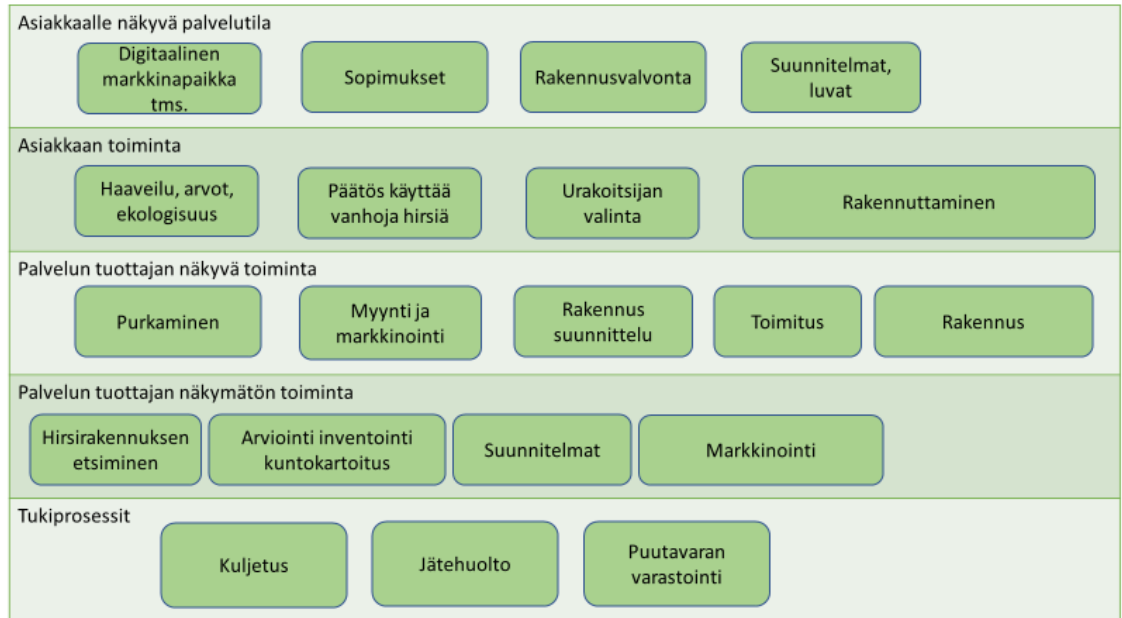 Asiakkaalle näkyvä palvelutila
Digitaalinen
markkinapaikka
tms.
Sopimukset
Rakennusvalvonta
Suunnitelmat,
luvat
Asiakkaan toiminta
Haaveilu, arvot,
ekologisuus
Päätös käyttää
vanhoja hirsiä
Urakoitsijan
valinta
Rakennuttaminen
Palvelun tuottajan näkyvä toiminta
Purkaminen
Myynti ja
markkinointi
Rakennus
suunnittelu
Toimitus
Rakennus
Palvelun tuottajan näkymätön toiminta
Hirsirakennuksen
etsiminen
Arviointi inventointi
kuntokartoitus
Suunnitelmat
Markkinointi
Tukiprosessit
Kuljetus
Jätehuolto
Puutavaran
varastointi